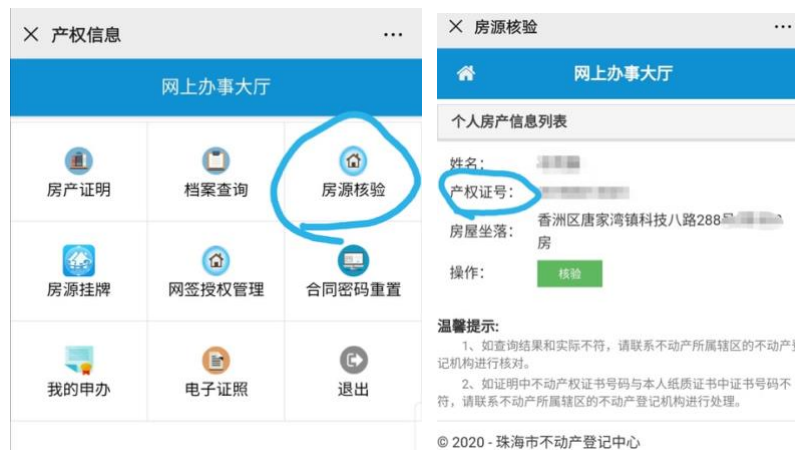 产权信息
网上办事大厅
房产证明
档案查询
房源核验
房源挂牌
网签授权管理
合同密码重置
我的申办
电子证照
退出
房源核验
网上办事大厅
个人房产信息列表
姓名：
产权证号：
房屋坐落：
香洲区唐家湾镇科技八路288
房
操作：
核验
温馨提示:
1、如查询结果和实际不符，请联系不动产所属辖区的不动产登
记机构进行核对。
2、如证明中不动产权证书号码与本人纸质证书中证书号码不
符，请联系不动产所属辖区的不动产登记机构进行处理。
© 2020 - 珠海市不动产登记中心